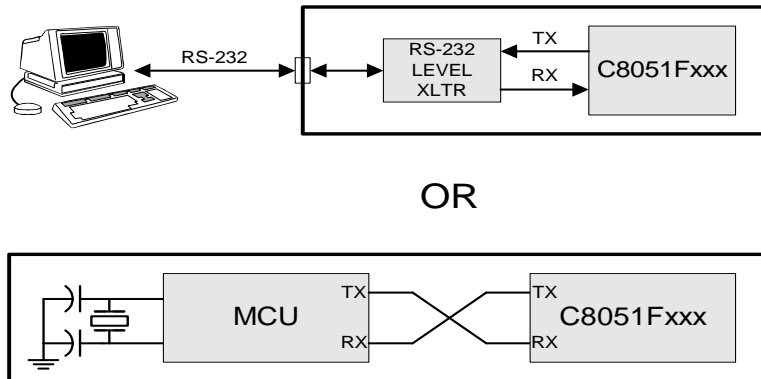 RS-232
RS-232
LEVEL
XLTR
TX
RX
C8051Fxxx
OR
MCU
TX
RX
TX
RX
C8051Fxxx